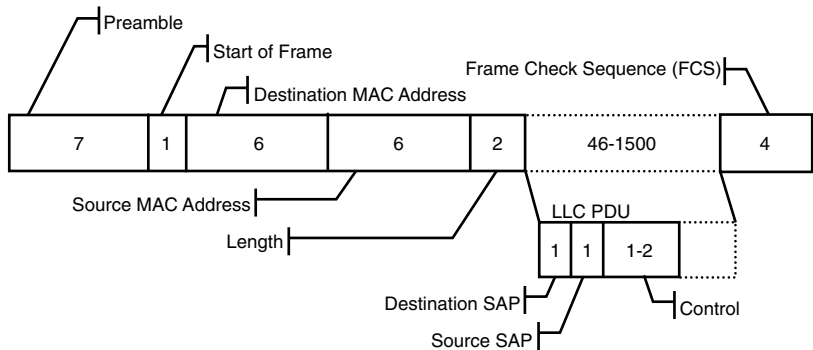 Preamble
Start of Frame
Frame Check Sequence (FCS)
Destination MAC Address
7
1
6
6
2
46-1500
4
Source MAC Address
LLC PDU
Length
1
1
1-2
Destination SAP
Control
Source SAP